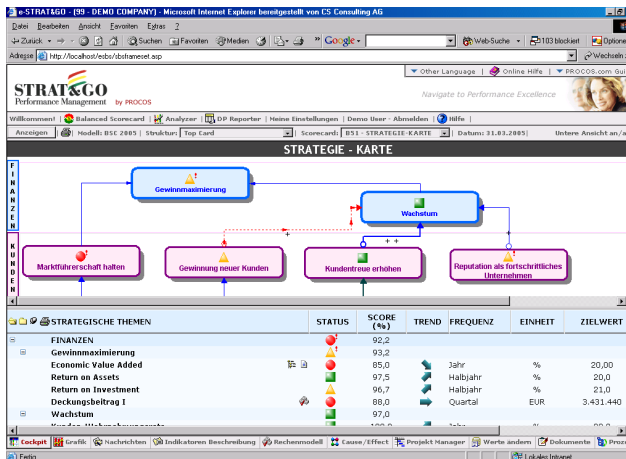 e-STRAT&GO - [99 - DEMO COMPANY] - Microsoft Internet Explorer bereitgestellt von CS Consulting AG
Datei Bearbeiten Ansicht Favoriten Extras ?
Zurück Suchen Favoriten Medien » Google Web-Suche 103 blockiert Optione
Adresse http://localhost/esbs/sbsframeset.asp Wechseln
Other Language | Online Hilfe | PROCOS.com Gui
STRAT&GO
Performance Management by PROCOS
Navigate to Performance Excellence
Willkommen! | Balanced Scorecard | Analyzer | DP Reporter | Meine Einstellungen | Demo User - Abmelden | Hilfe |
Anzeigen | Modell: BSC 2005 | Struktur: Top Card | Scorecard: B51 - STRATEGIE-KARTE | Datum: 31.03.2005| Untere Ansicht an/a
STRATEGIE - KARTE
FINANZEN
Gewinnmaximierung
Wachstum
KUNDEN
Marktführerschaft halten
Gewinnung neuer Kunden
Kundentreue erhöhen
Reputation als fortschrittliches
Unternehmen
STRATEGISCHE THEMEN STATUS SCORE (%) TREND FREQUENZ EINHEIT ZIELWERT
FINANZEN 92,2
Gewinnmaximierung 93,2
Economic Value Added 85,0 Jahr % 20,00
Return on Assets 97,5 Halbjahr % 20,0
Return on Investment 96,7 Halbjahr % 21,0
Deckungsbeitrag I 88,0 Quartal EUR 3.431.440
Wachstum 97,0
Cockpit Grafik Nachrichten Indikatoren Beschreibung Rechenmodell Cause/Effect Projekt Manager Werte ändern Dokumente Proz
Fertig Lokales Intranet